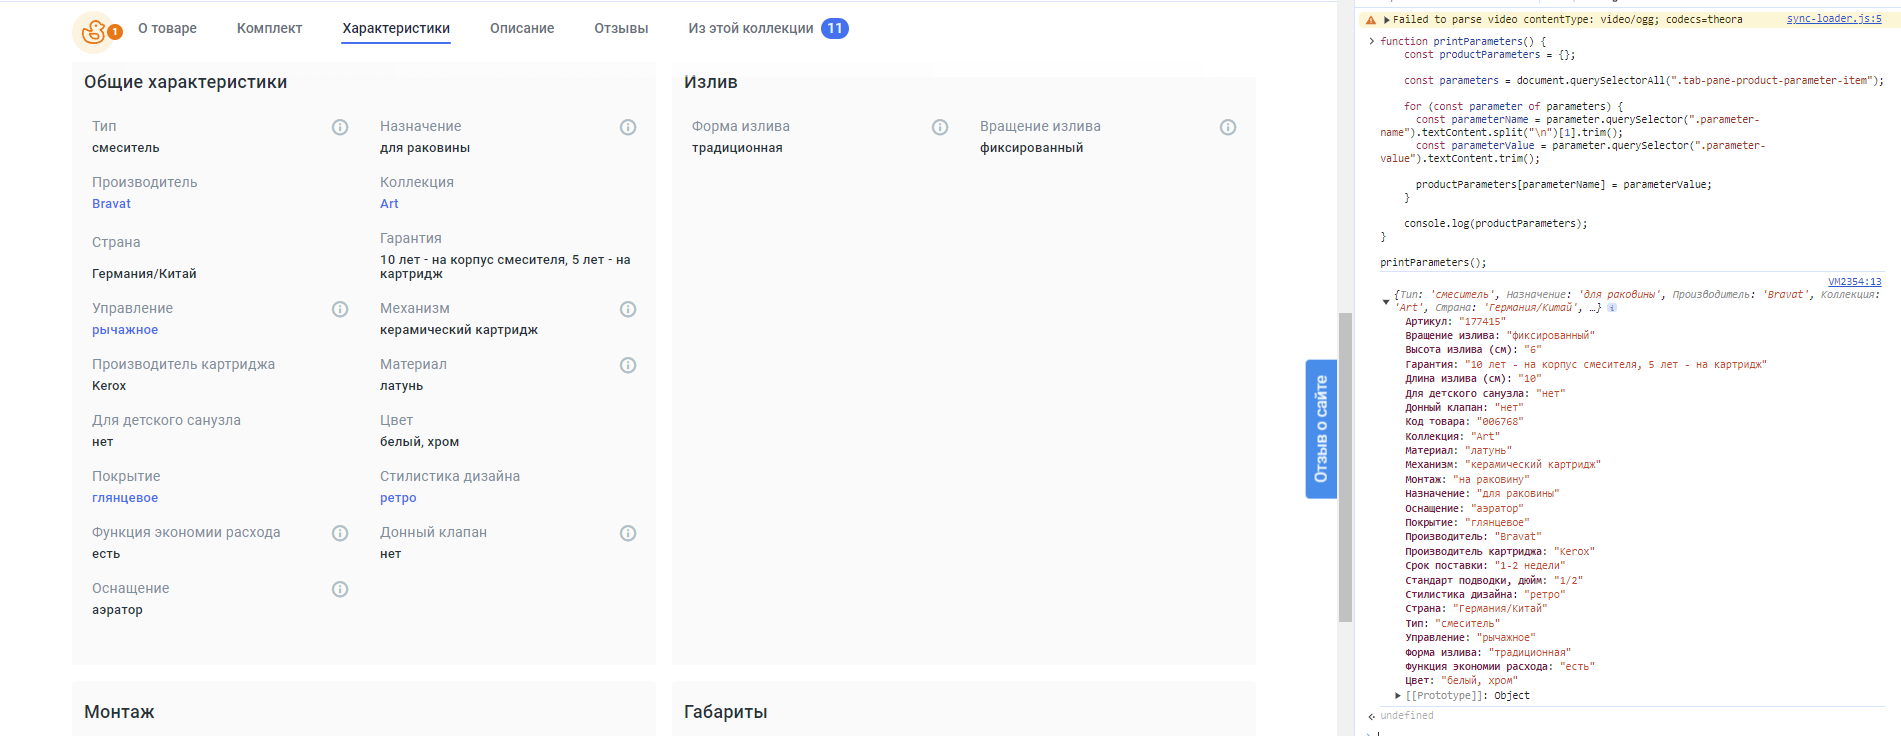 1
О товаре
Комплект
Характеристики
Описание
Отзывы
Из этой коллекции 11
Общие характеристики
Тип
смеситель
Назначение
для раковины
Производитель
Bravat
Коллекция
Art
Страна
Германия/Китай
Гарантия
10 лет - на корпус смесителя, 5 лет - на
картридж
Управление
рычажное
Механизм
керамический картридж
Производитель картриджа
Kerox
Материал
латунь
Для детского санузла
нет
Цвет
белый, хром
Покрытие
глянцевое
Стилистика дизайна
ретро
Функция экономии расхода
есть
Донный клапан
нет
Оснащение
аэратор
Излив
Форма излива
традиционная
Вращение излива
фиксированный
Монтаж
Габариты
Отзыв о сайте
Failed to parse video contentType: video/ogg; codecs=theora
sync-loader.js:5
function printParameters() {
const productParameters = {};
const parameters = document.querySelectorAll(".tab-pane-product-parameter-item");
for (const parameter of parameters) {
const parameterName = parameter.querySelector(".parameter-
name").textContent.split("\n")[1].trim();
const parameterValue = parameter.querySelector(".parameter-
value").textContent.trim();
productParameters[parameterName] = parameterValue;
}
console.log(productParameters);
}
printParameters();
VM2354:13
{Тип: 'смеситель', Назначение: 'для раковины', Производитель: 'Bravat', Коллекция:
'Art', Страна: 'Германия/Китай', …}
Артикул: "177415"
Вращение излива: "фиксированный"
Высота излива (см): "6"
Гарантия: "10 лет - на корпус смесителя, 5 лет - на картридж"
Длина излива (см): "10"
Для детского санузла: "нет"
Донный клапан: "нет"
Код товара: "006768"
Коллекция: "Art"
Материал: "латунь"
Механизм: "керамический картридж"
Монтаж: "на раковину"
Назначение: "для раковины"
Оснащение: "аэратор"
Покрытие: "глянцевое"
Производитель: "Bravat"
Производитель картриджа: "Kerox"
Срок поставки: "1-2 недели"
Стандарт подводки, дюйм: "1/2"
Стилистика дизайна: "ретро"
Страна: "Германия/Китай"
Тип: "смеситель"
Управление: "рычажное"
Форма излива: "традиционная"
Функция экономии расхода: "есть"
Цвет: "белый, хром"
[[Prototype]]: Object
undefined